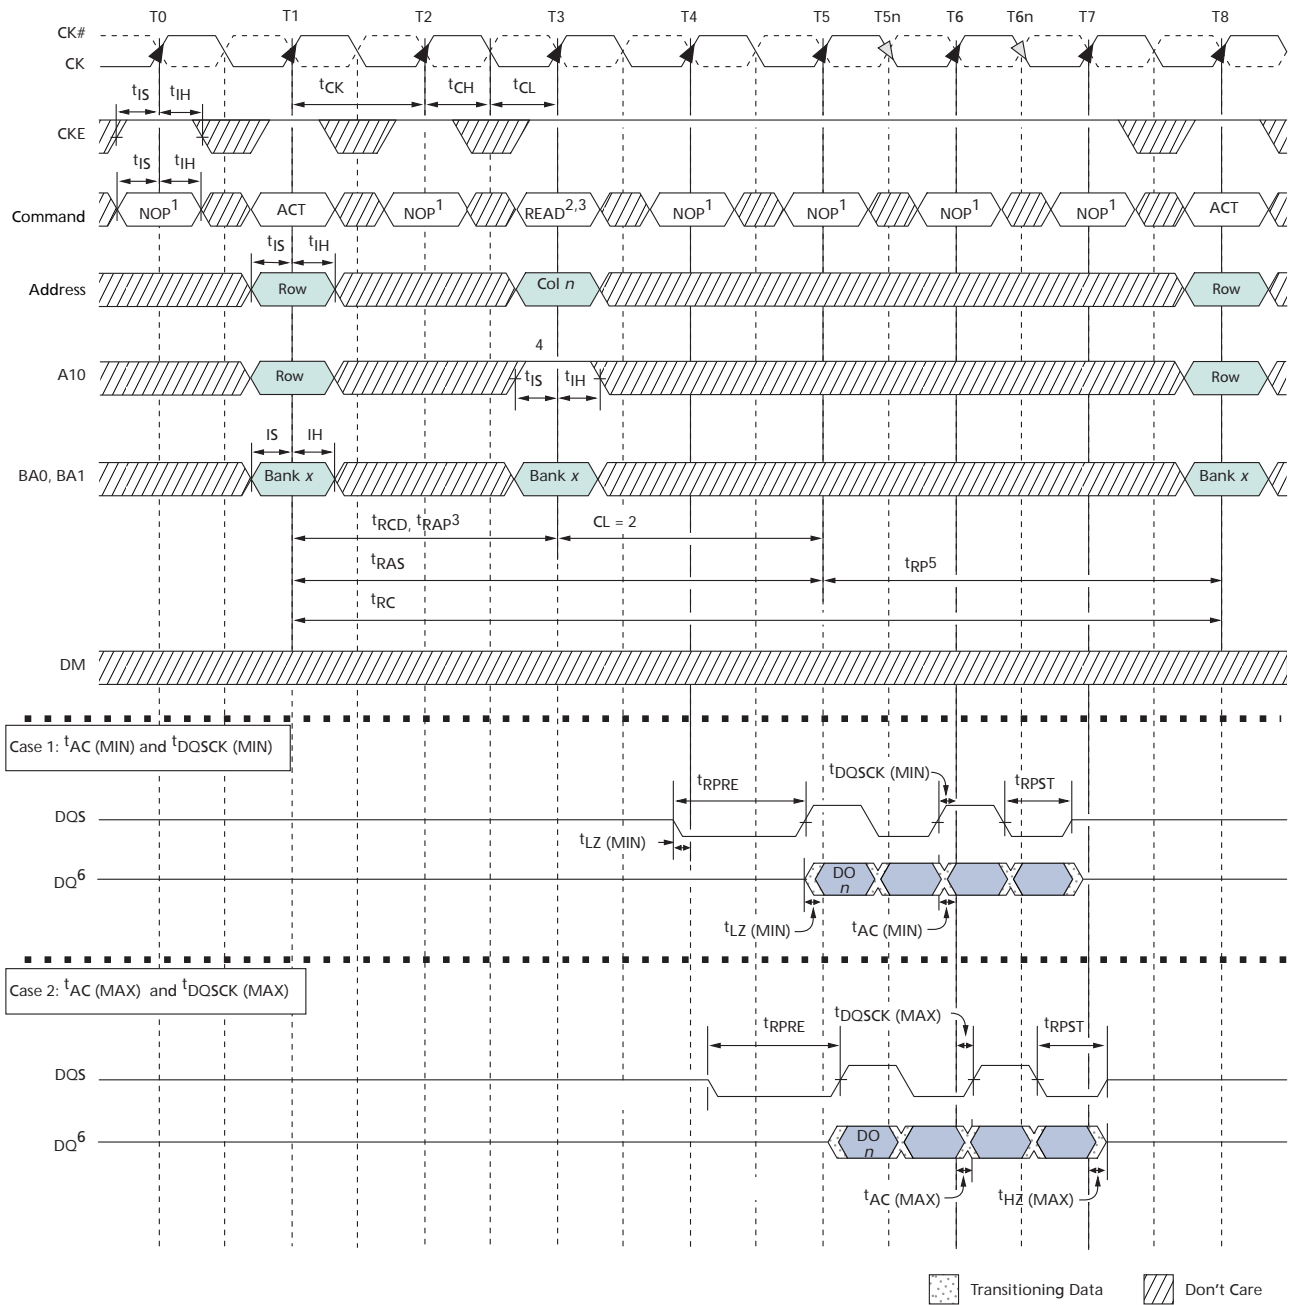 T0 T1 T2 T3 T4 T5 T5n T6 T6n T7 T8
CK#
CK
tIS tIH tCK tCH tCL
CKE
tIS tIH
Command NOP1 ACT NOP1 READ2,3 NOP1 NOP1 NOP1 NOP1 ACT
tIS tIH
Address Row Col n Row
4
A10 Row tIS tIH Row
IS IH
BA0, BA1 Bank x Bank x Bank x
tRCD, tRAP3 CL = 2
tRAS tRP5
tRC
DM
Case 1: tAC (MIN) and tDQSCK (MIN)
tRPRE tDQSCK (MIN) tRPST
DQS
tLZ (MIN)
DQ6 DO n
tLZ (MIN) tAC (MIN)
Case 2: tAC (MAX) and tDQSCK (MAX)
tRPRE tDQSCK (MAX) tRPST
DQS
DQ6 DO n
tAC (MAX) tHZ (MAX)
Transitioning Data Don't Care